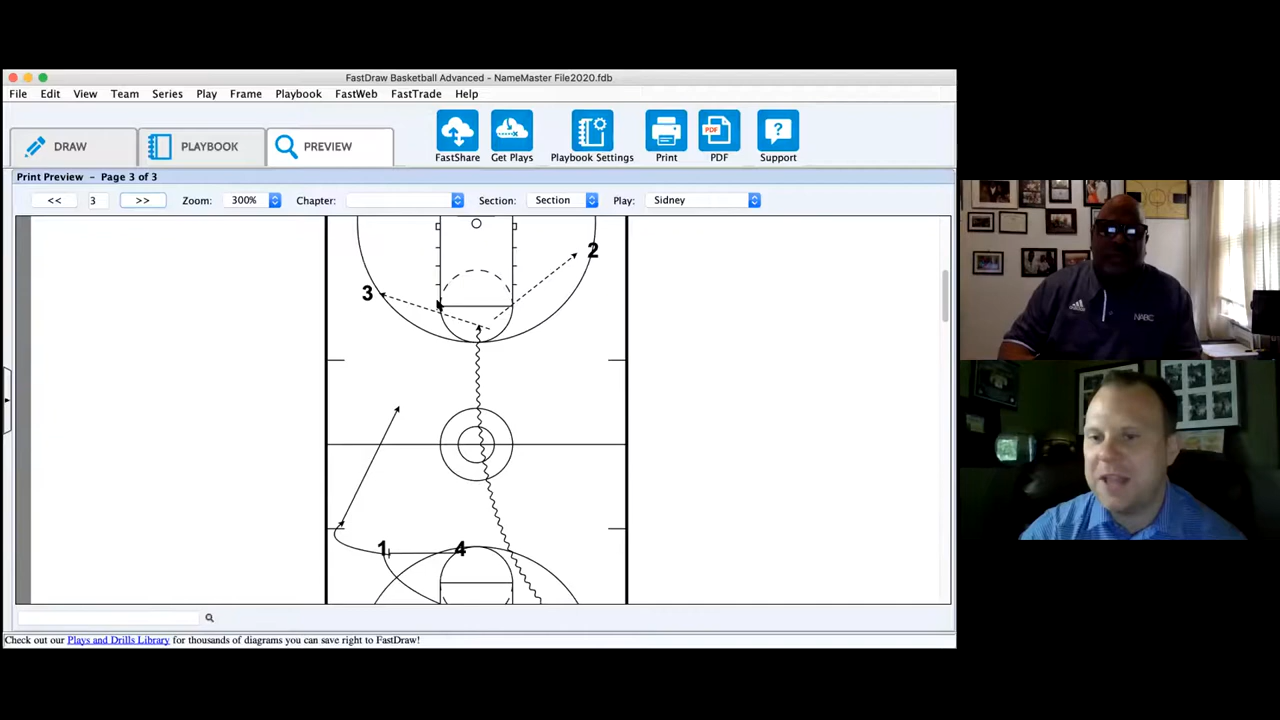 FastDraw Basketball Advanced - NameMaster File2020.fdb
File Edit View Team Series Play Frame Playbook FastWeb FastTrade Help
DRAW PLAYBOOK PREVIEW
FastShare Get Plays Playbook Settings Print PDF Support
PDF
Print Preview - Page 3 of 3
<< 3 >> Zoom: 300% Chapter: Section: Section Play: Sidney
2
3
1 4
NABC
Check out our Plays and Drills Library for thousands of diagrams you can save right to FastDraw!